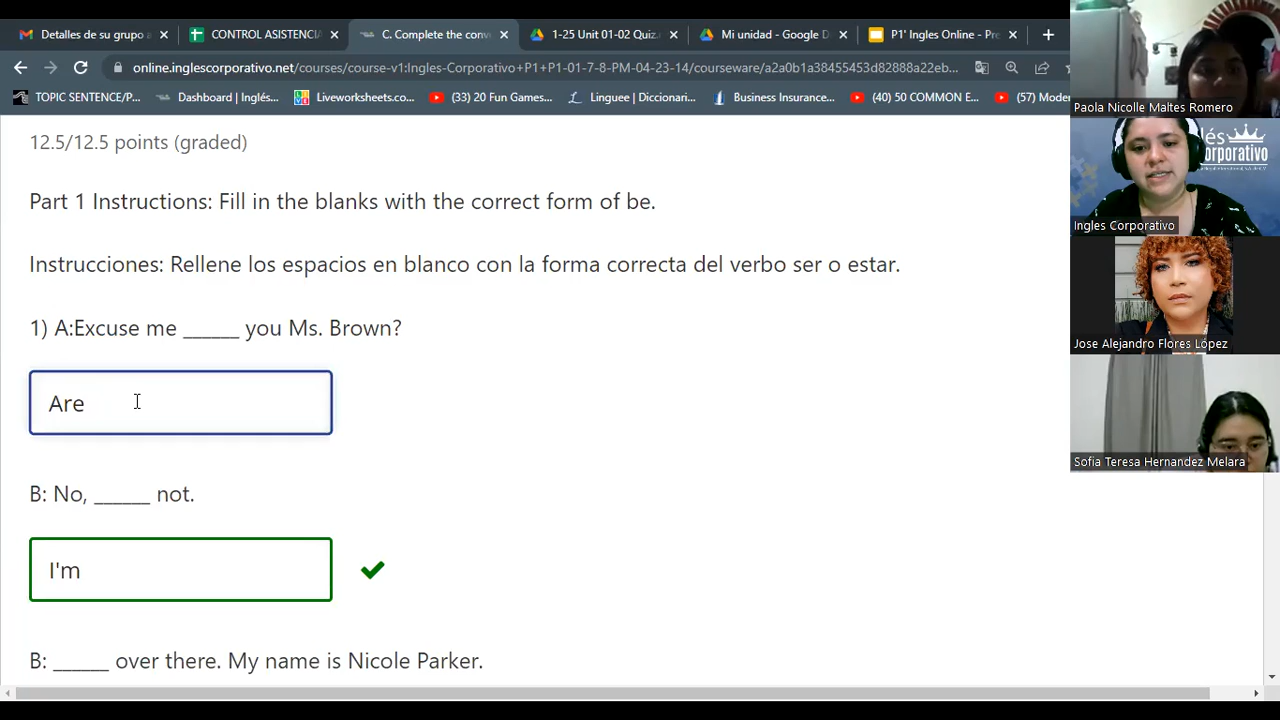 Detalles de su grupo a
CONTROL ASISTENCIA
C. Complete the conv
1-25 Unit 01-02 Quiz.
Mi unidad - Google D
P1' Ingles Online - Pre
online.inglescorporativo.net/courses/course-v1:Ingles-Corporativo+P1+P1-01-7-8-PM-04-23-14/courseware/a2a0b1a38455453d82888a22eb...
TOPIC SENTENCE/P...
Dashboard | Inglés...
Liveworksheets.co...
(33) 20 Fun Games...
Linguee | Diccionari...
Business Insurance...
(40) 50 COMMON E...
(57) Moder
12.5/12.5 points (graded)
Part 1 Instructions: Fill in the blanks with the correct form of be.
Instrucciones: Rellene los espacios en blanco con la forma correcta del verbo ser o estar.
1) A:Excuse me ______ you Ms. Brown?
Are
B: No, ______ not.
I'm
B: ______ over there. My name is Nicole Parker.
Paola Nicolle Maltes Romero
lés
orporativo
Ingles Corporativo
Jose Alejandro Flores López
Sofia Teresa Hernandez Melara